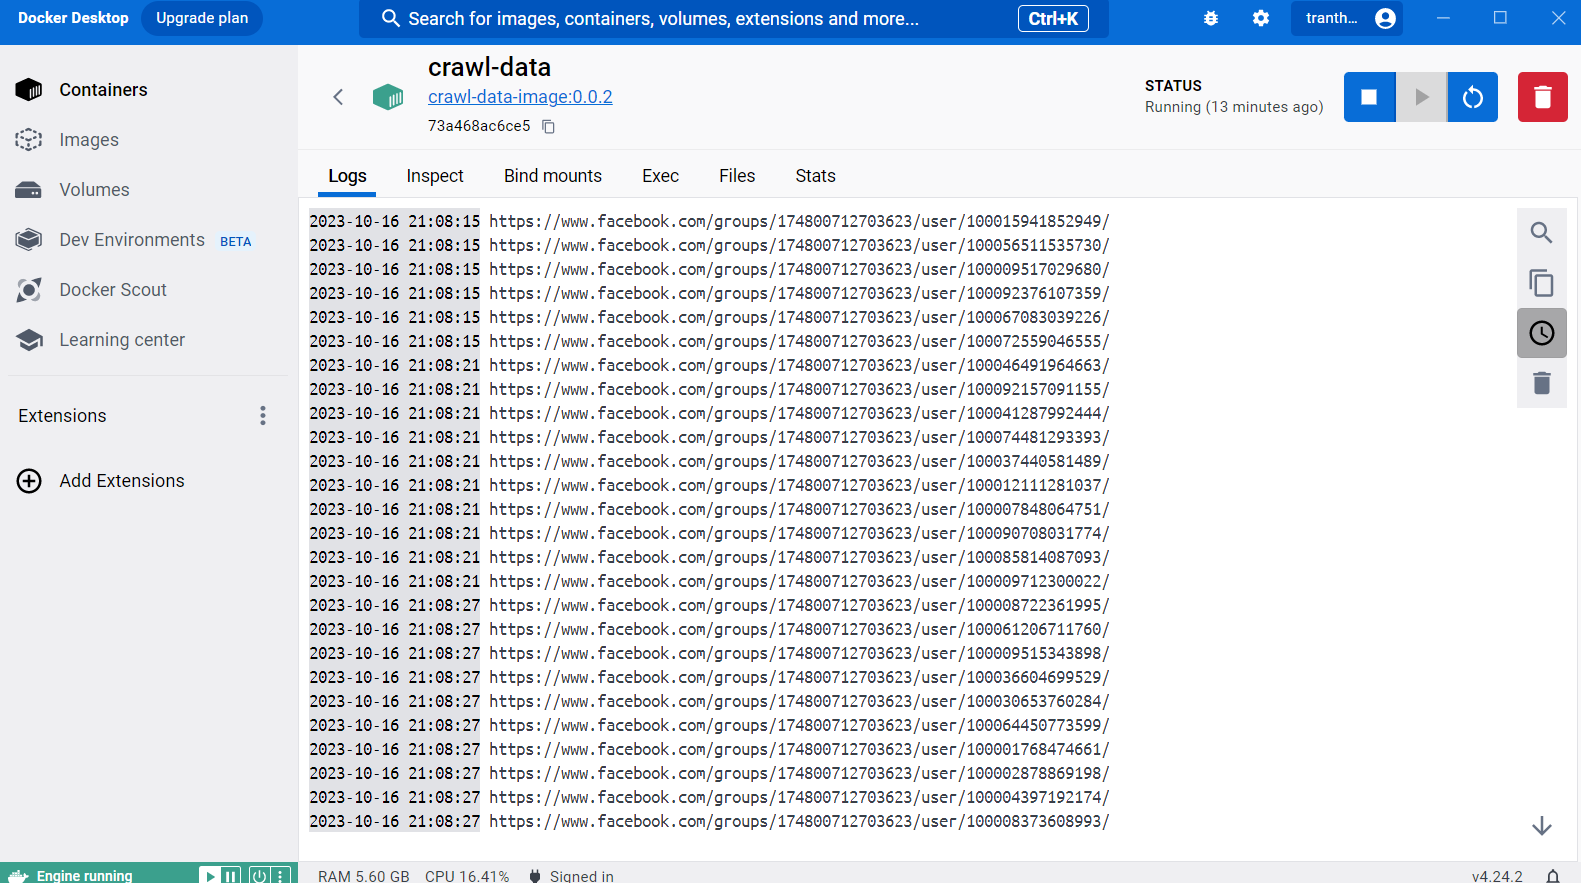 Docker Desktop
Upgrade plan
Search for images, containers, volumes, extensions and more...
Ctrl+K
tranth...
Containers
Images
Volumes
Dev Environments BETA
Docker Scout
Learning center
Extensions
Add Extensions
crawl-data
crawl-data-image:0.0.2
73a468ac6ce5
STATUS
Running (13 minutes ago)
Logs Inspect Bind mounts Exec Files Stats
2023-10-16 21:08:15 https://www.facebook.com/groups/174800712703623/user/100015941852949/
2023-10-16 21:08:15 https://www.facebook.com/groups/174800712703623/user/100056511535730/
2023-10-16 21:08:15 https://www.facebook.com/groups/174800712703623/user/100009517029680/
2023-10-16 21:08:15 https://www.facebook.com/groups/174800712703623/user/100092376107359/
2023-10-16 21:08:15 https://www.facebook.com/groups/174800712703623/user/100067083039226/
2023-10-16 21:08:15 https://www.facebook.com/groups/174800712703623/user/100072559046555/
2023-10-16 21:08:21 https://www.facebook.com/groups/174800712703623/user/100046491964663/
2023-10-16 21:08:21 https://www.facebook.com/groups/174800712703623/user/100092157091155/
2023-10-16 21:08:21 https://www.facebook.com/groups/174800712703623/user/100041287992444/
2023-10-16 21:08:21 https://www.facebook.com/groups/174800712703623/user/100074481293393/
2023-10-16 21:08:21 https://www.facebook.com/groups/174800712703623/user/100037440581489/
2023-10-16 21:08:21 https://www.facebook.com/groups/174800712703623/user/100012111281037/
2023-10-16 21:08:21 https://www.facebook.com/groups/174800712703623/user/100007848064751/
2023-10-16 21:08:21 https://www.facebook.com/groups/174800712703623/user/100090708031774/
2023-10-16 21:08:21 https://www.facebook.com/groups/174800712703623/user/100085814087093/
2023-10-16 21:08:21 https://www.facebook.com/groups/174800712703623/user/100009712300022/
2023-10-16 21:08:27 https://www.facebook.com/groups/174800712703623/user/100008722361995/
2023-10-16 21:08:27 https://www.facebook.com/groups/174800712703623/user/100061206711760/
2023-10-16 21:08:27 https://www.facebook.com/groups/174800712703623/user/100009515343898/
2023-10-16 21:08:27 https://www.facebook.com/groups/174800712703623/user/100036604699529/
2023-10-16 21:08:27 https://www.facebook.com/groups/174800712703623/user/100030653760284/
2023-10-16 21:08:27 https://www.facebook.com/groups/174800712703623/user/100064450773599/
2023-10-16 21:08:27 https://www.facebook.com/groups/174800712703623/user/100001768474661/
2023-10-16 21:08:27 https://www.facebook.com/groups/174800712703623/user/100002878869198/
2023-10-16 21:08:27 https://www.facebook.com/groups/174800712703623/user/100004397192174/
2023-10-16 21:08:27 https://www.facebook.com/groups/174800712703623/user/100008373608993/
Engine running
RAM 5.60 GB CPU 16.41% Signed in
v4.24.2